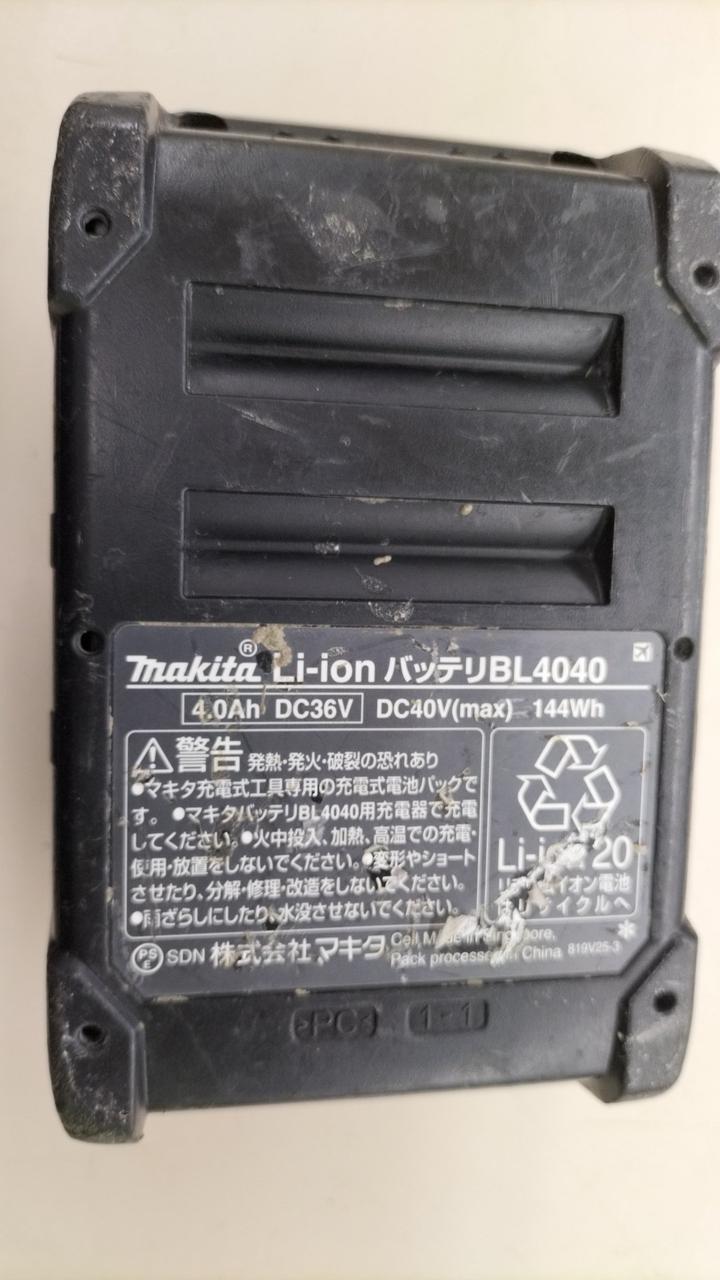 makita® Li-ion バッテリBL4040
4.0Ah DC36V DC40V(max) 144Wh
警告 発熱・発火・破裂の恐れあり
●マキタ充電式工具専用の充電式電池パックで
す。●マキタバッテリBL4040用充電器で充電
してください。●火中投入、加熱、高温での充電・
使用・放置をしないでください。●変形やショート
させたり、分解・修理・改造をしないでください。
●雨ざらしにしたり、水没させないでください。
Li-ion 20
リチウムイオン電池
はリサイクルへ
PS
E
SDN 株式会社マキタ
Cell Made in Singapore,
Pack processed in China 819V25-3
*
>PC<
1-1